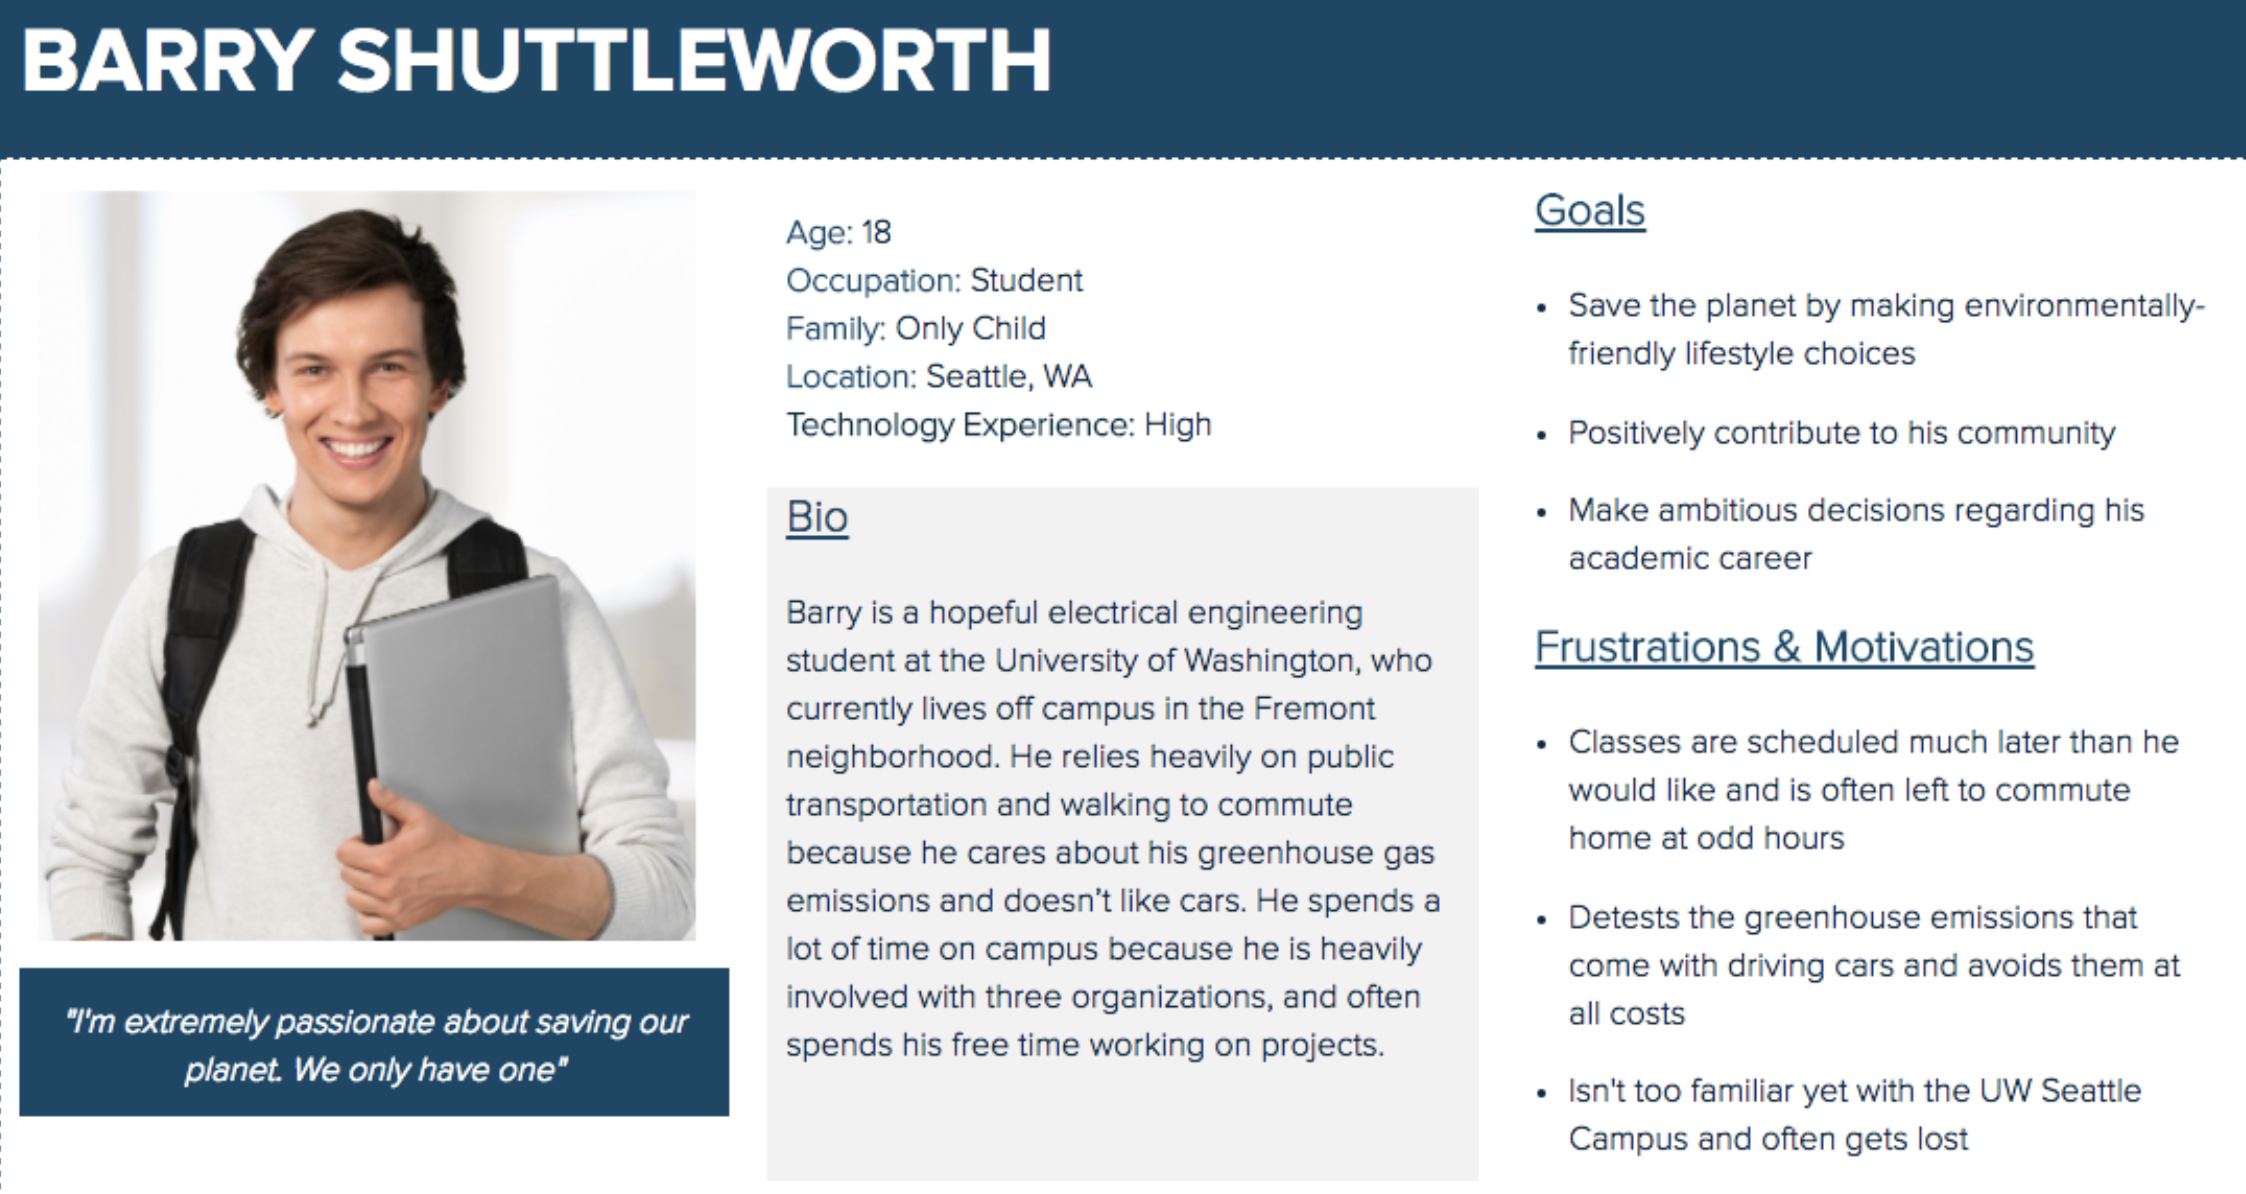 BARRY SHUTTLEWORTH
Age: 18
Occupation: Student
Family: Only Child
Location: Seattle, WA
Technology Experience: High
Bio
Barry is a hopeful electrical engineering
student at the University of Washington, who
currently lives off campus in the Fremont
neighborhood. He relies heavily on public
transportation and walking to commute
because he cares about his greenhouse gas
emissions and doesn't like cars. He spends a
lot of time on campus because he is heavily
involved with three organizations, and often
spends his free time working on projects.
"I'm extremely passionate about saving our
planet. We only have one"
Goals
• Save the planet by making environmentally-
friendly lifestyle choices
• Positively contribute to his community
• Make ambitious decisions regarding his
academic career
Frustrations & Motivations
• Classes are scheduled much later than he
would like and is often left to commute
home at odd hours
• Detests the greenhouse emissions that
come with driving cars and avoids them at
all costs
• Isn't too familiar yet with the UW Seattle
Campus and often gets lost